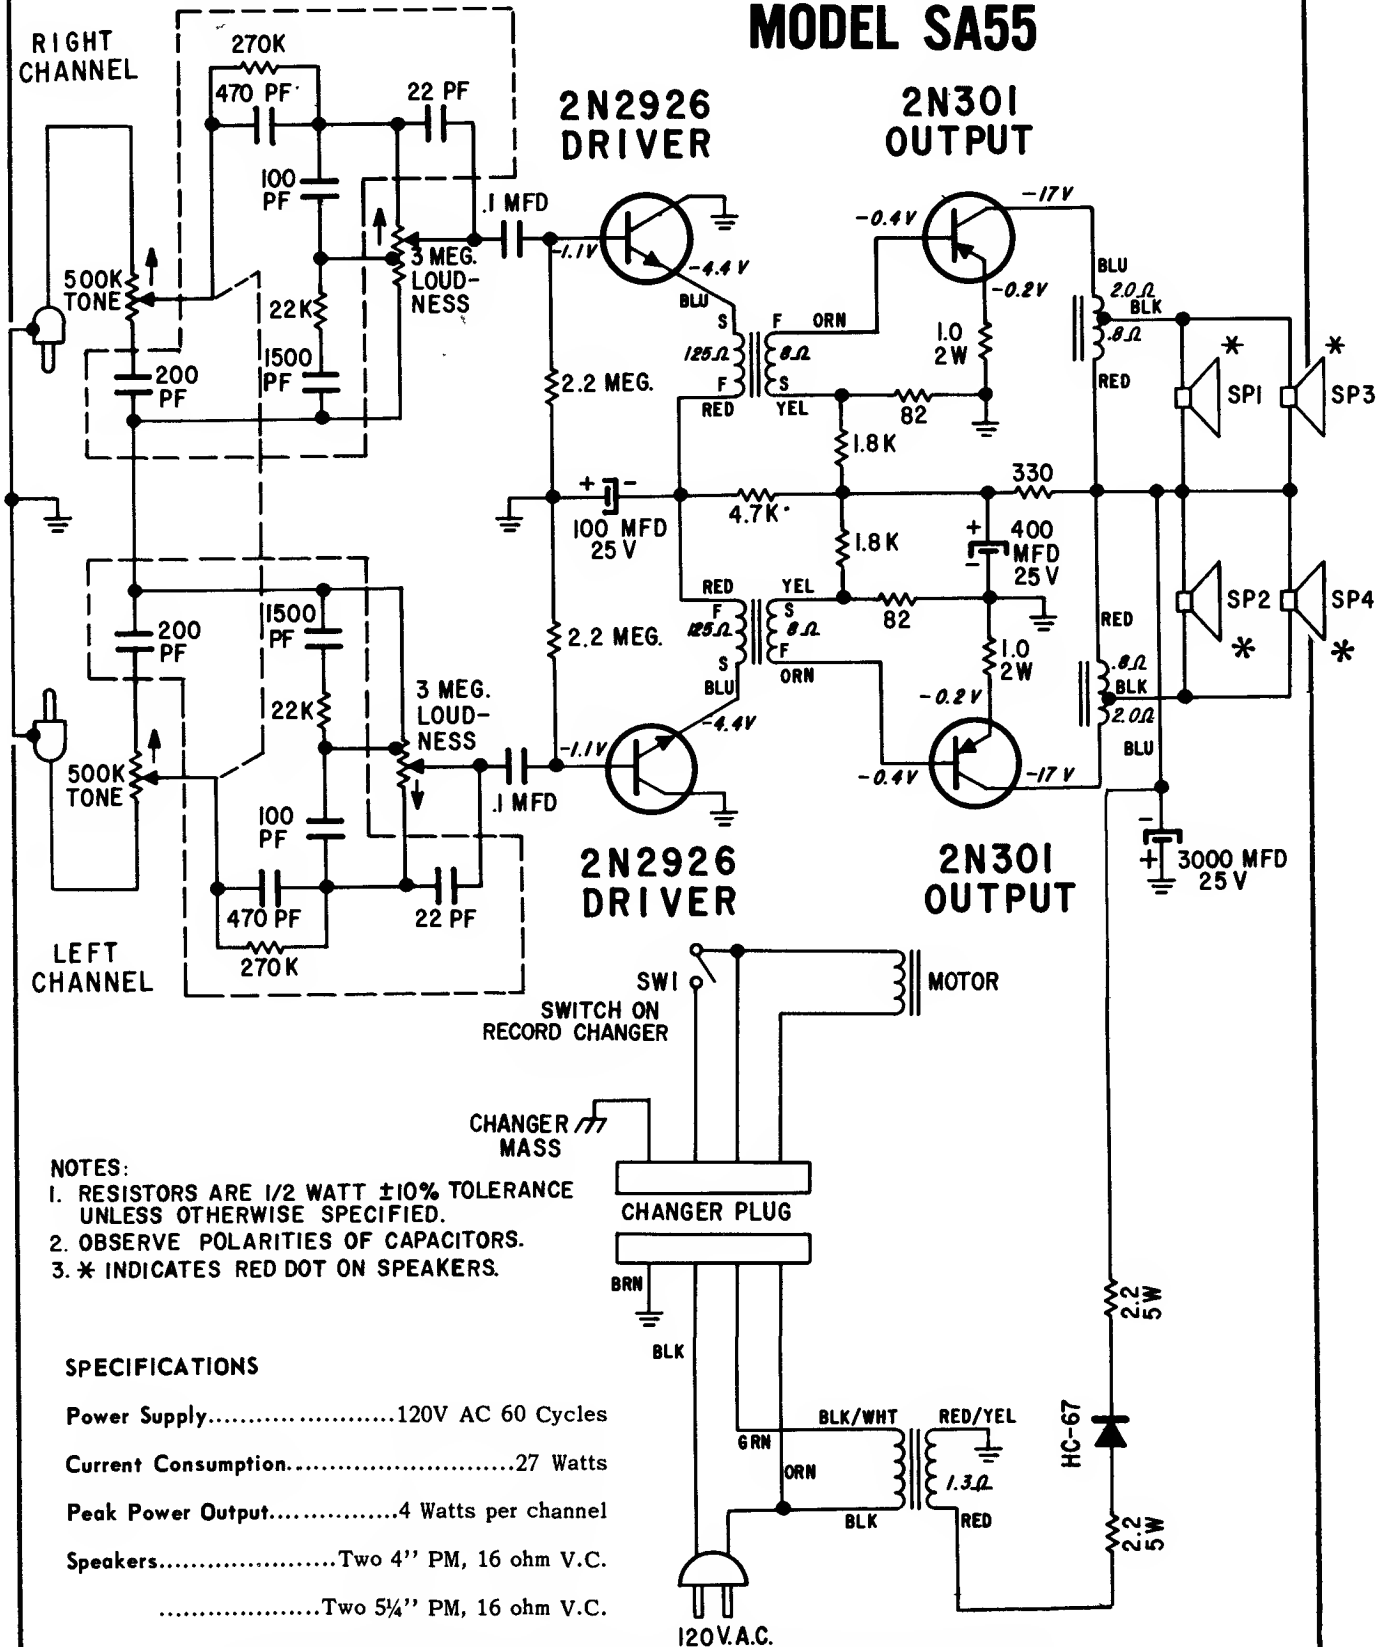 MODEL SA55
RIGHT
CHANNEL
270K
470 PF
22 PF
100
PF
.1 MFD
500K
TONE
3 MEG.
LOUD-
NESS
22K
1500
PF
200
PF
2N2926
DRIVER
2N301
OUTPUT
-1.1V
-4.4V
BLU
S
F
ORN
125Ω
8Ω
F
S
RED
YEL
-0.4V
-17V
-0.2V
1.0
2W
82
BLU
2.0Ω
BLK
.8Ω
RED
*
*
SP1
SP3
2.2 MEG.
1.8K
330
+
-
100 MFD
25V
4.7K
1.8K
+
400
MFD
25V
-
RED
YEL
F
S
125Ω
8Ω
S
F
BLU
ORN
82
1.0
2W
RED
.8Ω
BLK
2.0Ω
BLU
SP2
SP4
*
*
2.2 MEG.
1500
PF
200
PF
22K
3 MEG.
LOUD-
NESS
500K
TONE
100
PF
.1 MFD
-1.1V
-4.4V
-0.2V
-0.4V
-17V
470 PF
22 PF
270K
LEFT
CHANNEL
2N2926
DRIVER
2N301
OUTPUT
-
+
3000 MFD
25V
SW1
SWITCH ON
RECORD CHANGER
MOTOR
CHANGER
MASS
CHANGER PLUG
BRN
BLK
GRN
ORN
BLK/WHT
RED/YEL
1.3Ω
BLK
RED
2.2
5W
HC-67
2.2
5W
120V.A.C.
NOTES:
1. RESISTORS ARE 1/2 WATT ±10% TOLERANCE
UNLESS OTHERWISE SPECIFIED.
2. OBSERVE POLARITIES OF CAPACITORS.
3. * INDICATES RED DOT ON SPEAKERS.
SPECIFICATIONS
Power Supply......................120V AC 60 Cycles
Current Consumption...........................27 Watts
Peak Power Output...............4 Watts per channel
Speakers.....................Two 4'' PM, 16 ohm V.C.
...................Two 5¼'' PM, 16 ohm V.C.